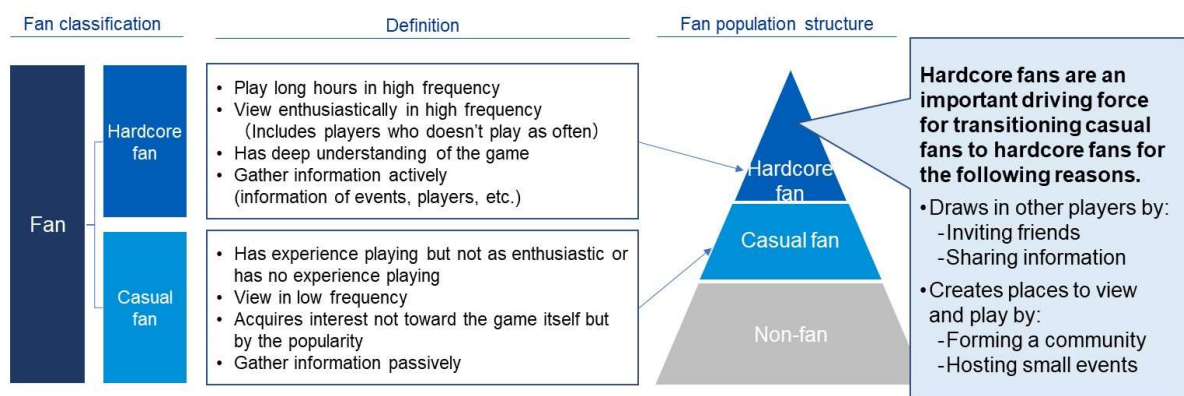 Fan classification
Definition
Fan population structure
Fan
Hardcore
fan
Casual
fan
• Play long hours in high frequency
• View enthusiastically in high frequency
(Includes players who doesn't play as often)
• Has deep understanding of the game
• Gather information actively
(information of events, players, etc.)
• Has experience playing but not as enthusiastic or
has no experience playing
• View in low frequency
• Acquires interest not toward the game itself but
by the popularity
• Gather information passively
Hardcore
fan
Casual fan
Non-fan
Hardcore fans are an
important driving force
for transitioning casual
fans to hardcore fans for
the following reasons.
• Draws in other players by:
- Inviting friends
- Sharing information
• Creates places to view
and play by:
- Forming a community
- Hosting small events